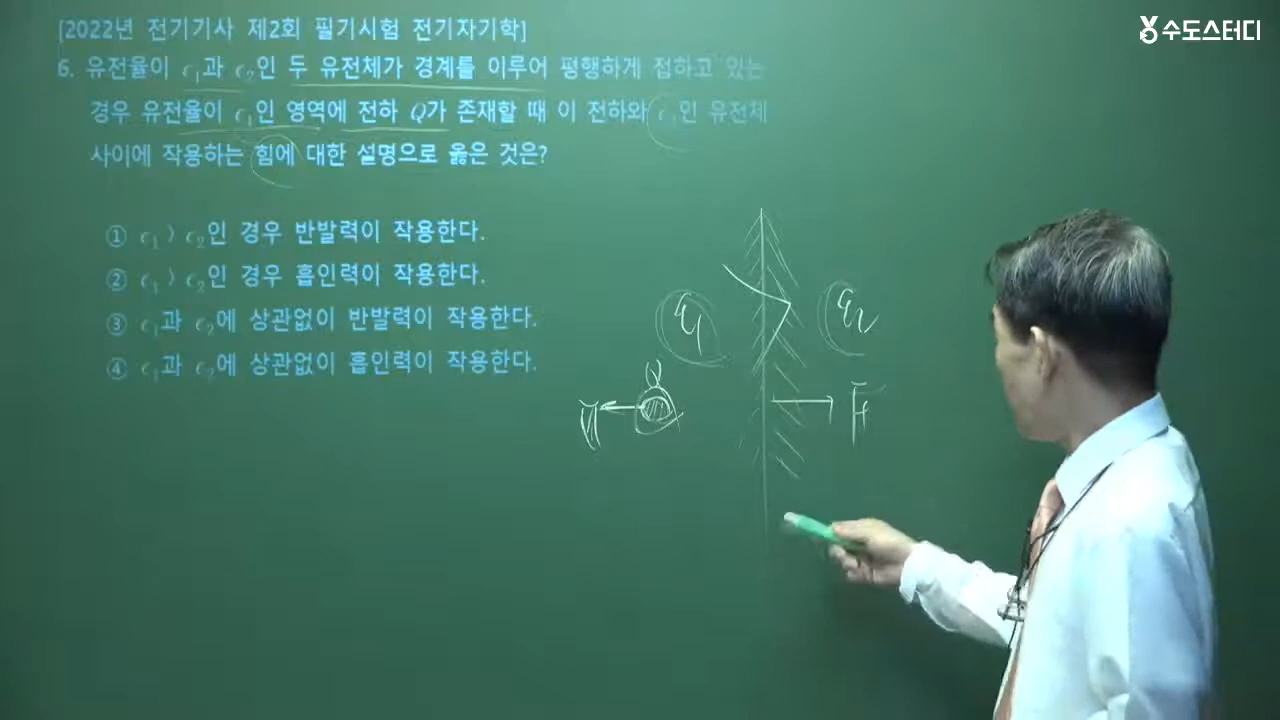 수도스터디
[2022년 전기기사 제2회 필기시험 전기자기학]
6. 유전율이 ε₁과 ε₂인 두 유전체가 경계를 이루어 평행하게 접하고 있는
경우 유전율이 ε₁인 영역에 전하 Q가 존재할 때 이 전하와 ε₂인 유전체
사이에 작용하는 힘에 대한 설명으로 옳은 것은?
① ε₁ > ε₂인 경우 반발력이 작용한다.
② ε₁ > ε₂인 경우 흡인력이 작용한다.
③ ε₁과 ε₂에 상관없이 반발력이 작용한다.
④ ε₁과 ε₂에 상관없이 흡인력이 작용한다.
ε₁ ε₂
Q
F